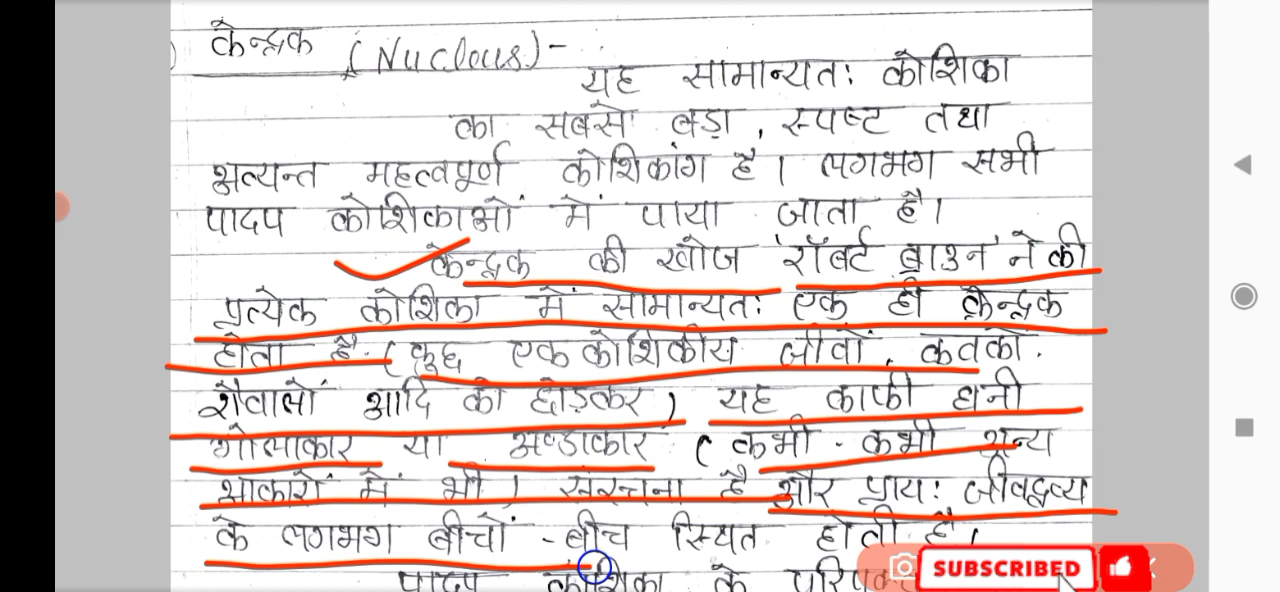 केन्द्रक (Nucleus) -
यह सामान्यतः कोशिका
का सबसे बड़ा, स्पष्ट तथा
अत्यन्त महत्वपूर्ण कोशिकांग है। लगभग सभी
पादप कोशिकाओं में पाया जाता है।
केन्द्रक की खोज 'रॉबर्ट ब्राउन' ने की
प्रत्येक कोशिका में सामान्यतः एक ही केन्द्रक
होता है. (कुछ एककोशिकीय जीवों, कवकों,
शैवालों आदि को छोड़कर) यह काफी घनी
गोलाकार या अण्डाकार (कभी-कभी अन्य
आकारों में भी) संरचना है और प्रायः जीवद्रव्य
के लगभग बीचों-बीच स्थित होती है।
पादप कोशिका के
SUBSCRIBED